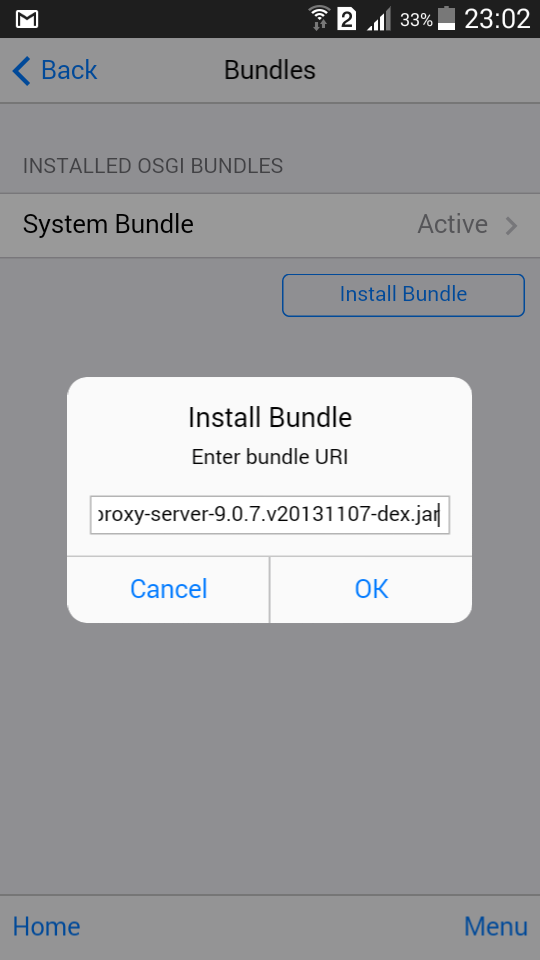 2 33% 23:02
Back Bundles
INSTALLED OSGI BUNDLES
System Bundle Active
Install Bundle
Install Bundle
Enter bundle URI
proxy-server-9.0.7.v20131107-dex.jar
Cancel OK
Home Menu